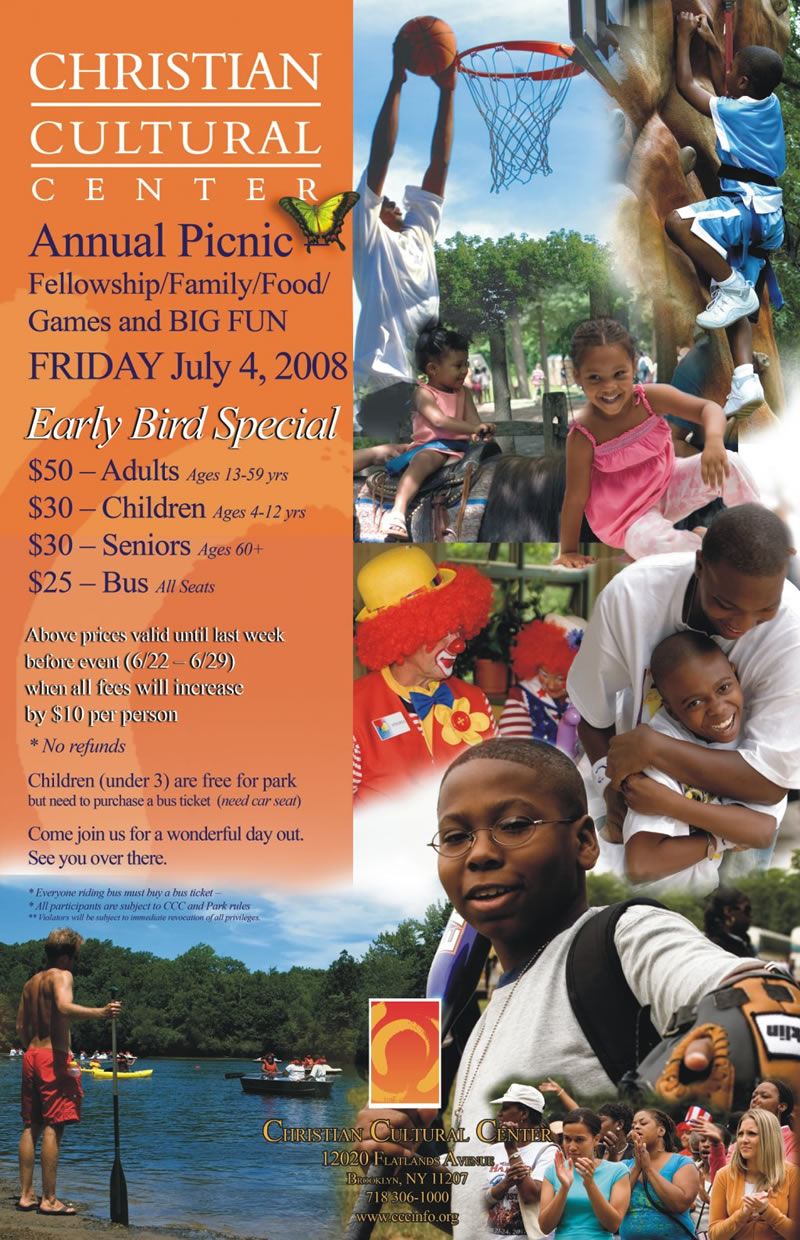 CHRISTIAN
CULTURAL
CENTER
Annual Picnic
Fellowship/Family/Food/
Games and BIG FUN
FRIDAY July 4, 2008
Early Bird Special
$50 – Adults Ages 13-59 yrs
$30 – Children Ages 4-12 yrs
$30 – Seniors Ages 60+
$25 – Bus All Seats
Above prices valid until last week
before event (6/22 – 6/29)
when all fees will increase
by $10 per person
* No refunds
Children (under 3) are free for park
but need to purchase a bus ticket (need car seat)
Come join us for a wonderful day out.
See you over there.
* Everyone riding bus must buy a bus ticket –
* All participants are subject to CCC and Park rules
** Violators will be subject to immediate revocation of all privileges.
klin
Christian Cultural Center
12020 Flatlands Avenue
Brooklyn, NY 11207
718 306-1000
www.cccinfo.org